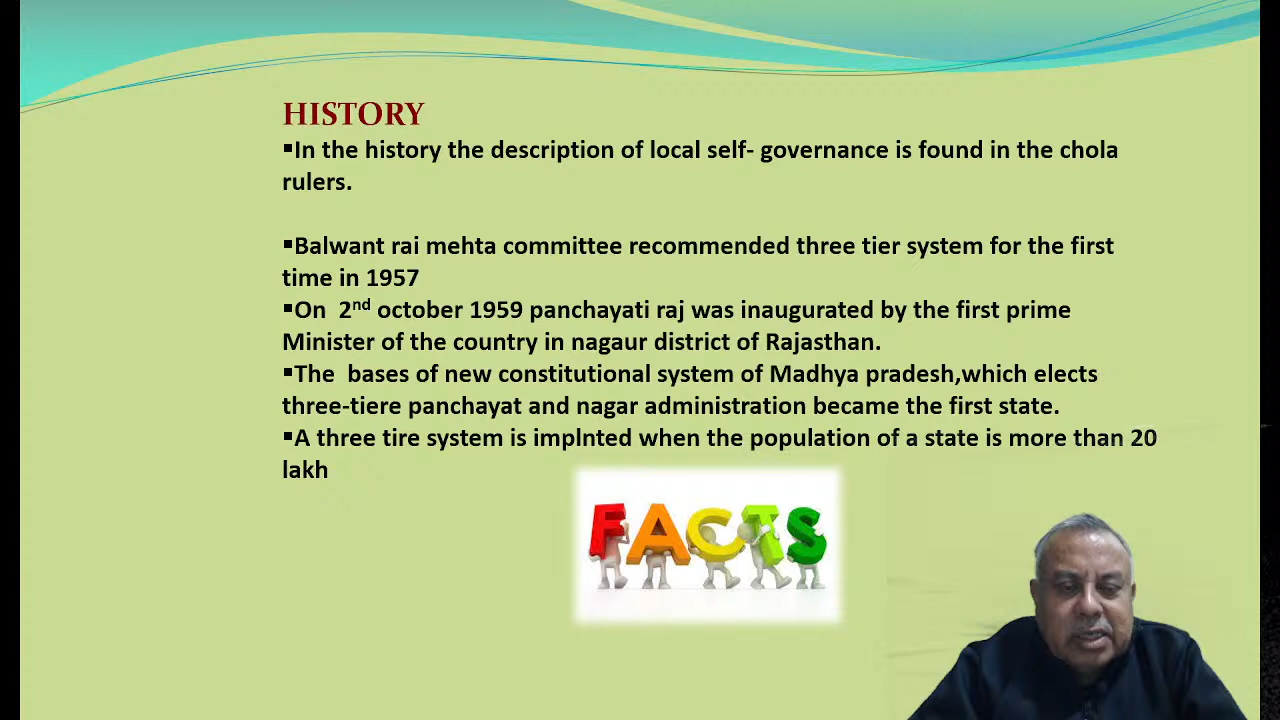 HISTORY
▪In the history the description of local self- governance is found in the chola
rulers.
▪Balwant rai mehta committee recommended three tier system for the first
time in 1957
▪On 2nd october 1959 panchayati raj was inaugurated by the first prime
Minister of the country in nagaur district of Rajasthan.
▪The bases of new constitutional system of Madhya pradesh,which elects
three-tiere panchayat and nagar administration became the first state.
▪A three tire system is implnted when the population of a state is more than 20
lakh
FACTS